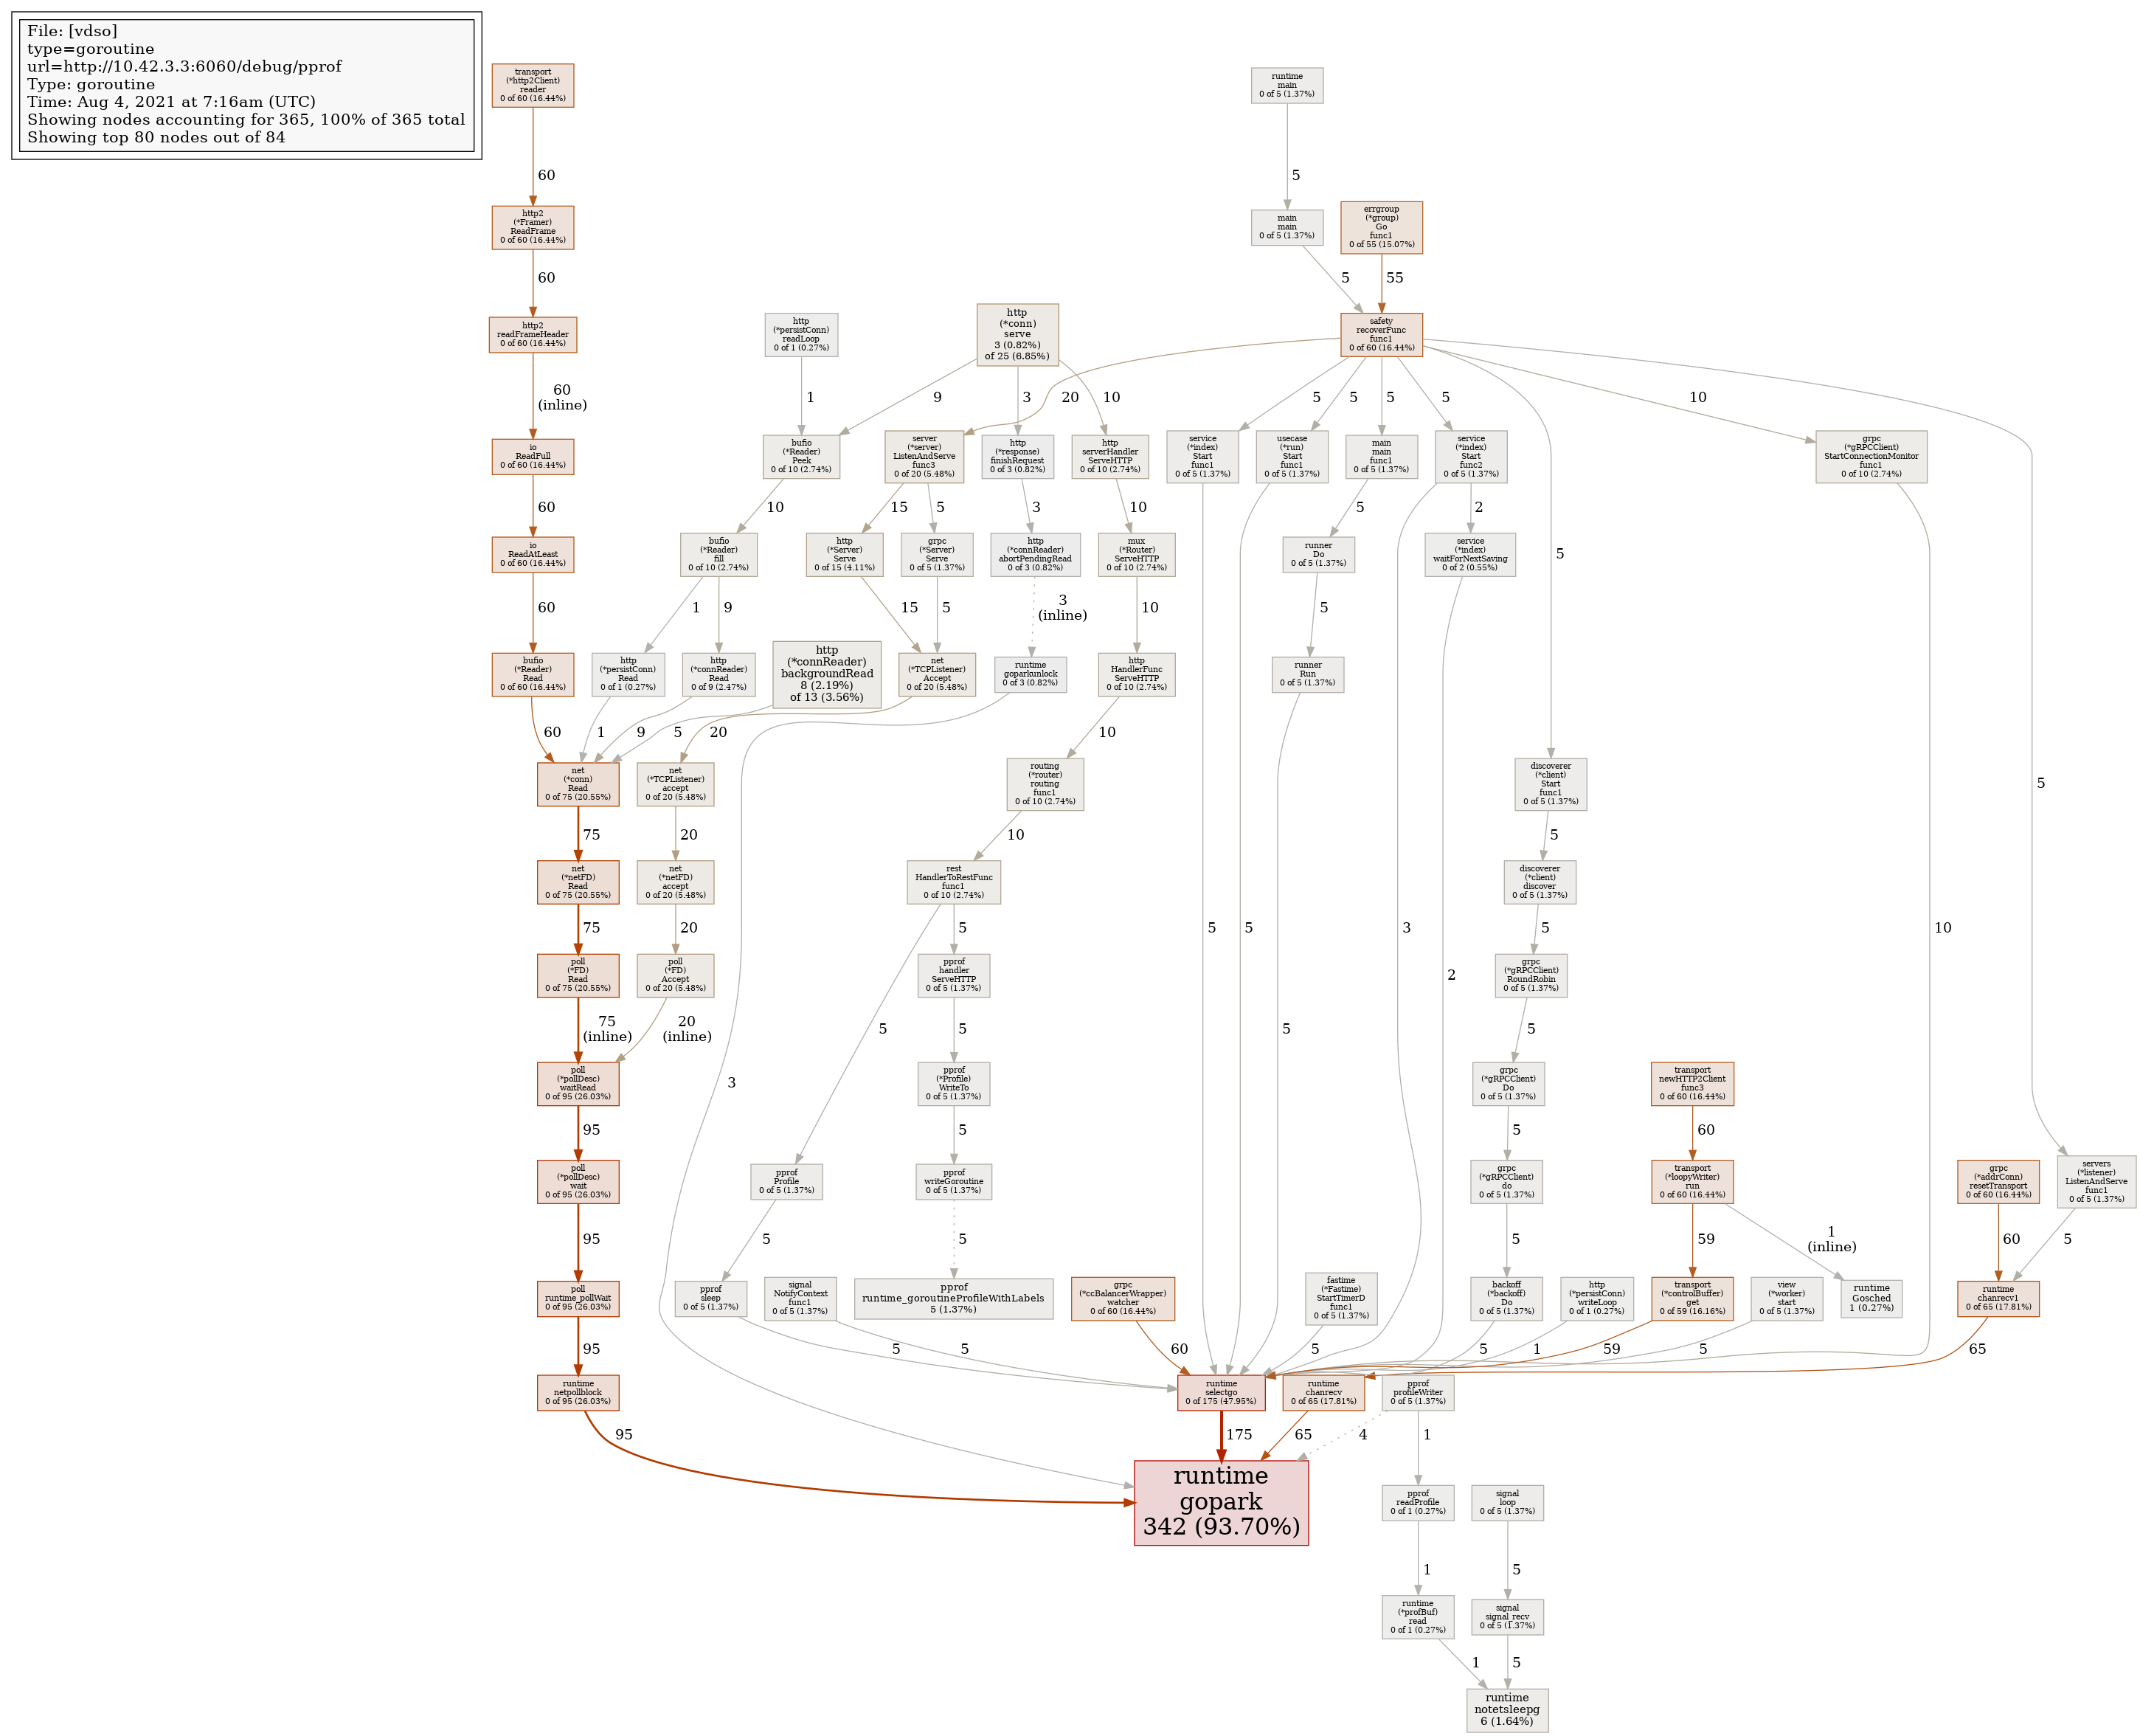 File: [vdso]
type=goroutine
url=http://10.42.3.3:6060/debug/pprof
Type: goroutine
Time: Aug 4, 2021 at 7:16am (UTC)
Showing nodes accounting for 365, 100% of 365 total
Showing top 80 nodes out of 84
transport
(*http2Client)
reader
0 of 60 (16.44%)
runtime
main
0 of 5 (1.37%)
60
5
http2
(*Framer)
ReadFrame
0 of 60 (16.44%)
main
main
0 of 5 (1.37%)
errgroup
(*group)
Go
func1
0 of 55 (15.07%)
60
5
55
http2
readFrameHeader
0 of 60 (16.44%)
http
(*persistConn)
readLoop
0 of 1 (0.27%)
http
(*conn)
serve
3 (0.82%)
of 25 (6.85%)
safety
recoverFunc
func1
0 of 60 (16.44%)
60
(inline)
1
9
3
10
20
5
5
5
5
10
io
ReadFull
0 of 60 (16.44%)
bufio
(*Reader)
Peek
0 of 10 (2.74%)
server
(*server)
ListenAndServe
func3
0 of 20 (5.48%)
http
(*response)
finishRequest
0 of 3 (0.82%)
http
serverHandler
ServeHTTP
0 of 10 (2.74%)
service
(*index)
Start
func1
0 of 5 (1.37%)
usecase
(*run)
Start
func1
0 of 5 (1.37%)
main
main
func1
0 of 5 (1.37%)
service
(*index)
Start
func2
0 of 5 (1.37%)
grpc
(*gRPCClient)
StartConnectionMonitor
func1
0 of 10 (2.74%)
60
10
15
5
3
10
5
2
5
io
ReadAtLeast
0 of 60 (16.44%)
bufio
(*Reader)
fill
0 of 10 (2.74%)
http
(*Server)
Serve
0 of 15 (4.11%)
grpc
(*Server)
Serve
0 of 5 (1.37%)
http
(*connReader)
abortPendingRead
0 of 3 (0.82%)
mux
(*Router)
ServeHTTP
0 of 10 (2.74%)
runner
Do
0 of 5 (1.37%)
service
(*index)
waitForNextSaving
0 of 2 (0.55%)
60
1
9
15
5
3
(inline)
10
5
bufio
(*Reader)
Read
0 of 60 (16.44%)
http
(*persistConn)
Read
0 of 1 (0.27%)
http
(*connReader)
Read
0 of 9 (2.47%)
http
(*connReader)
backgroundRead
8 (2.19%)
of 13 (3.56%)
net
(*TCPListener)
Accept
0 of 20 (5.48%)
runtime
goparkunlock
0 of 3 (0.82%)
http
HandlerFunc
ServeHTTP
0 of 10 (2.74%)
runner
Run
0 of 5 (1.37%)
60
1
9
5
20
10
net
(*conn)
Read
0 of 75 (20.55%)
net
(*TCPListener)
accept
0 of 20 (5.48%)
routing
(*router)
routing
func1
0 of 10 (2.74%)
discoverer
(*client)
Start
func1
0 of 5 (1.37%)
5
75
20
10
5
net
(*netFD)
Read
0 of 75 (20.55%)
net
(*netFD)
accept
0 of 20 (5.48%)
rest
HandlerToRestFunc
func1
0 of 10 (2.74%)
discoverer
(*client)
discover
0 of 5 (1.37%)
75
20
5
5
5
5
3
5
10
poll
(*FD)
Read
0 of 75 (20.55%)
poll
(*FD)
Accept
0 of 20 (5.48%)
pprof
handler
ServeHTTP
0 of 5 (1.37%)
grpc
(*gRPCClient)
RoundRobin
0 of 5 (1.37%)
2
75
(inline)
20
(inline)
5
5
5
5
poll
(*pollDesc)
waitRead
0 of 95 (26.03%)
3
pprof
(*Profile)
WriteTo
0 of 5 (1.37%)
grpc
(*gRPCClient)
Do
0 of 5 (1.37%)
transport
newHTTP2Client
func3
0 of 60 (16.44%)
95
5
5
60
poll
(*pollDesc)
wait
0 of 95 (26.03%)
pprof
Profile
0 of 5 (1.37%)
pprof
writeGoroutine
0 of 5 (1.37%)
grpc
(*gRPCClient)
do
0 of 5 (1.37%)
transport
(*loopyWriter)
run
0 of 60 (16.44%)
grpc
(*addrConn)
resetTransport
0 of 60 (16.44%)
servers
(*listener)
ListenAndServe
func1
0 of 5 (1.37%)
95
5
5
5
59
1
(inline)
60
5
poll
runtime_pollWait
0 of 95 (26.03%)
pprof
sleep
0 of 5 (1.37%)
signal
NotifyContext
func1
0 of 5 (1.37%)
pprof
runtime_goroutineProfileWithLabels
5 (1.37%)
grpc
(*ccBalancerWrapper)
watcher
0 of 60 (16.44%)
fastime
(*Fastime)
StartTimerD
func1
0 of 5 (1.37%)
backoff
(*backoff)
Do
0 of 5 (1.37%)
http
(*persistConn)
writeLoop
0 of 1 (0.27%)
transport
(*controlBuffer)
get
0 of 59 (16.16%)
view
(*worker)
start
0 of 5 (1.37%)
runtime
Gosched
1 (0.27%)
runtime
chanrecv1
0 of 65 (17.81%)
95
5
5
60
5
5
1
59
5
65
runtime
netpollblock
0 of 95 (26.03%)
runtime
selectgo
0 of 175 (47.95%)
runtime
chanrecv
0 of 65 (17.81%)
pprof
profileWriter
0 of 5 (1.37%)
95
175
65
4
1
runtime
gopark
342 (93.70%)
pprof
readProfile
0 of 1 (0.27%)
signal
loop
0 of 5 (1.37%)
1
5
runtime
(*profBuf)
read
0 of 1 (0.27%)
signal
signal_recv
0 of 5 (1.37%)
1
5
runtime
notetsleepg
6 (1.64%)